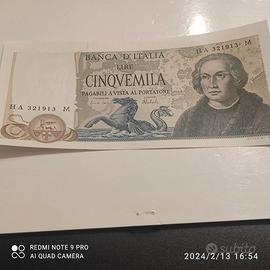 BANCA D'ITALIA
LIRE
HA 321913 M
CINQVEMILA
PAGABILI A VISTA AL PORTATORE
HA 321913 M
REDMI NOTE 9 PRO
AI QUAD CAMERA
2024/2/13 16:54
subito